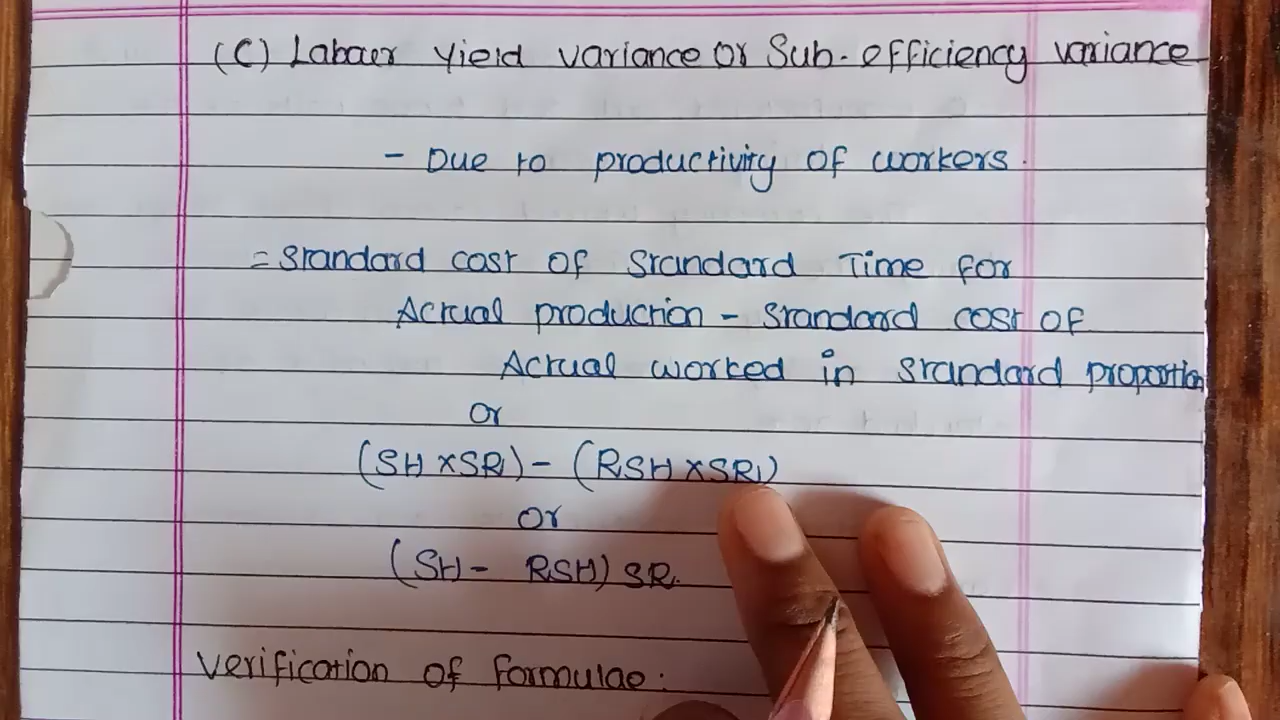 (C) Labaer Yield variance or Sub-efficiency variance
- Due to productivity of workers.
= Standard cost of Standard Time for
Actual production - Standard cost of
Actual worked in standard proportion
or
(SH×SR)-(RSH×SR)
or
(SH- RSH) SR.
Verification of Formulae: